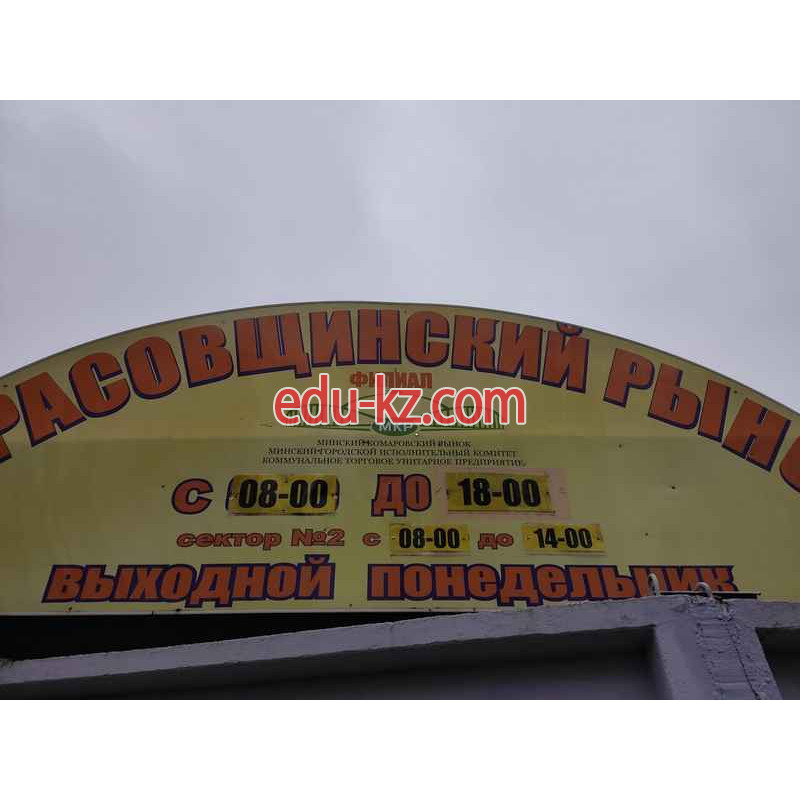 РАСОВЩИНСКИЙ РЫН
ФИЛИАЛ
edu-kz.com
МКР
МИНСКИЙ КОМАРОВСКИЙ РЫНОК
МИНСКИЙ ГОРОДСКОЙ ИСПОЛНИТЕЛЬНЫЙ КОМИТЕТ
КОММУНАЛЬНОЕ ТОРГОВОЕ УНИТАРНОЕ ПРЕДПРИЯТИЕ
С 08-00 ДО 18-00
сектор №2 с 08-00 до 14-00
ВЫХОДНОЙ ПОНЕДЕЛЬНИК